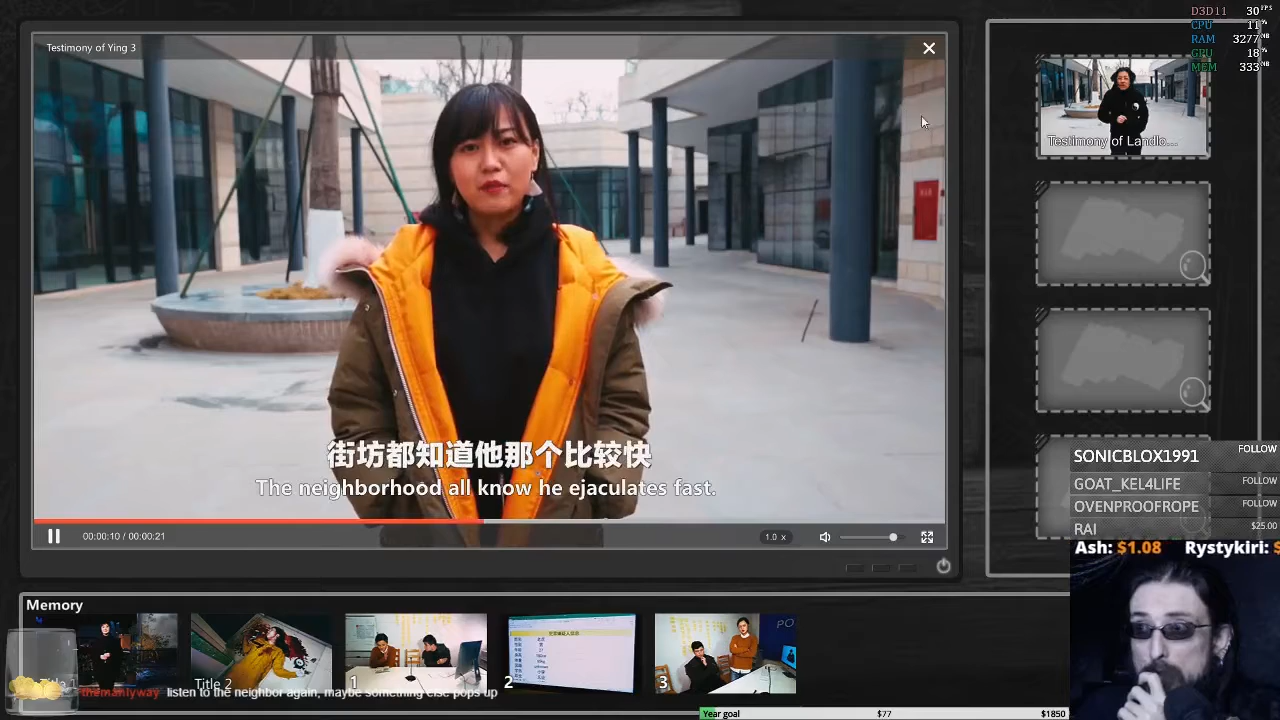 Testimony of Ying 3
D3D11 30 FPS
CPU 11 %
RAM 3277 MB
GPU 18 %
MEM 333 MB
Testimony of Landlo...
街坊都知道他那个比较快
The neighborhood all know he ejaculates fast.
00:00:10 / 00:00:21
1.0 x
SONICBLOX1991 FOLLOW
GOAT_KEL4LIFE FOLLOW
OVENPROOFROPE FOLLOW
RAI $25.00
Ash: $1.08 Rystykiri: $
Memory
Title 1
Title 2
1
2
3
PO
themanlyway listen to the neighbor again, maybe something else pops up
Year goal $77 $1850